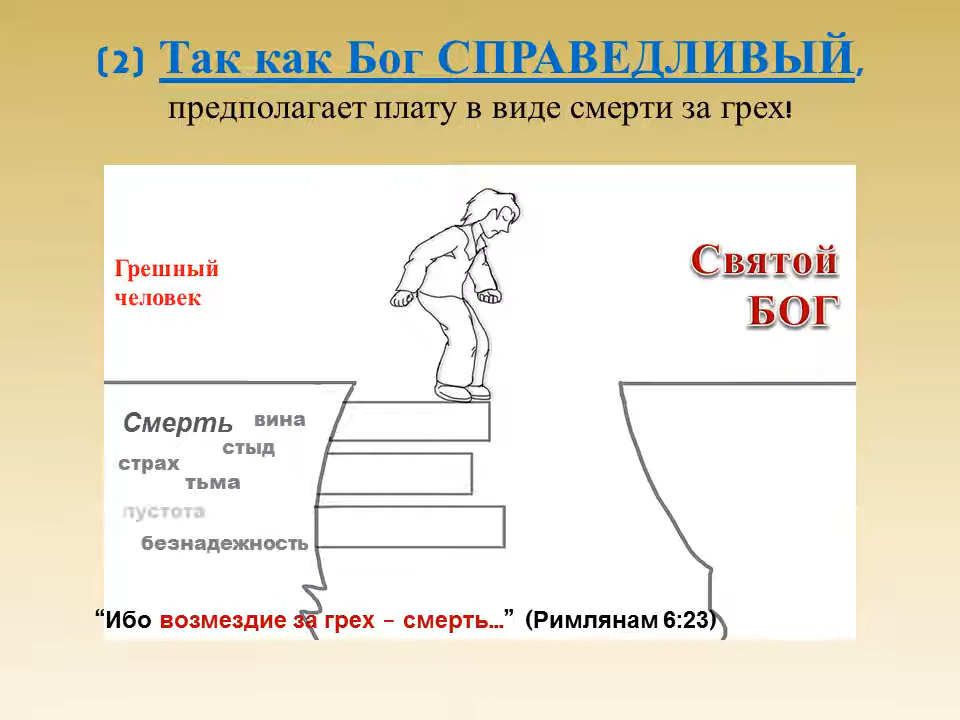 (2) Так как Бог СПРАВЕДЛИВЫЙ,
предполагает плату в виде смерти за грех!
Грешный
человек
Святой
БОГ
Смерть вина
стыд
страх
тьма
пустота
безнадежность
“Ибо возмездие за грех – смерть...” (Римлянам 6:23)